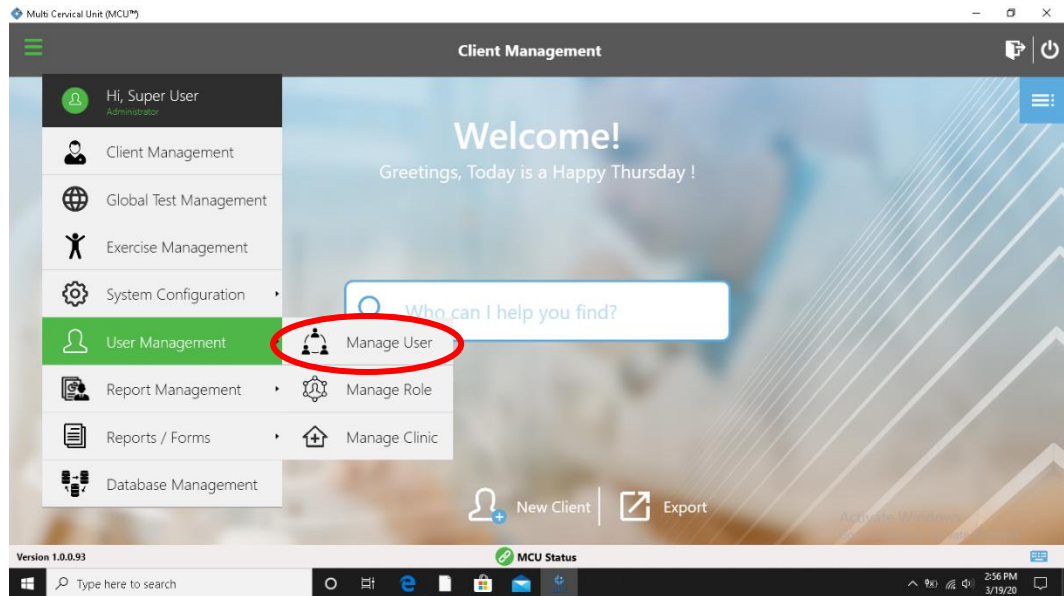 Multi Cervical Unit (MCU™)
Client Management
Hi, Super User
Administrator
Client Management
Global Test Management
Exercise Management
System Configuration
User Management
Report Management
Reports / Forms
Database Management
Manage User
Manage Role
Manage Clinic
Welcome!
Greetings, Today is a Happy Thursday !
Who can I help you find?
New Client
Export
Version 1.0.0.93
MCU Status
Type here to search
2:56 PM
3/19/20